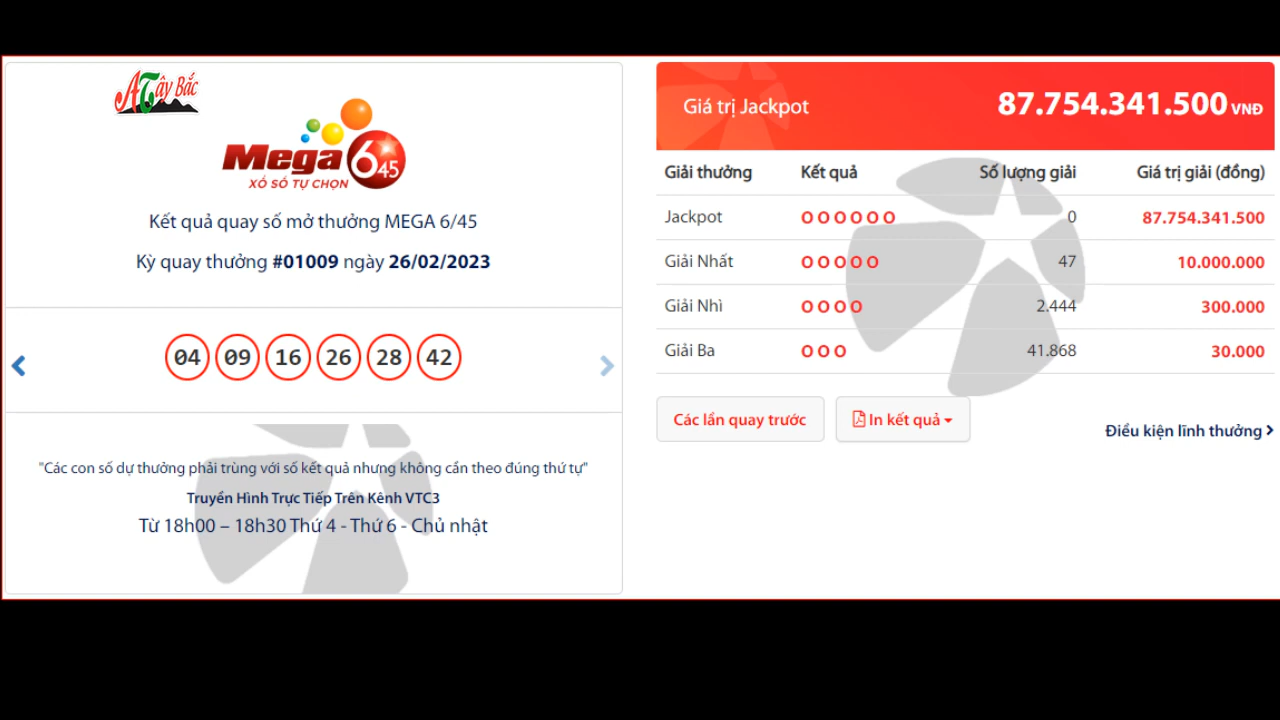 ATây Bắc
Mega 6/45
XỔ SỐ TỰ CHỌN
Kết quả quay số mở thưởng MEGA 6/45
Kỳ quay thưởng #01009 ngày 26/02/2023
04 09 16 26 28 42
"Các con số dự thưởng phải trùng với số kết quả nhưng không cần theo đúng thứ tự"
Truyền Hình Trực Tiếp Trên Kênh VTC3
Từ 18h00 – 18h30 Thứ 4 - Thứ 6 - Chủ nhật
Giá trị Jackpot 87.754.341.500 VNĐ
Giải thưởng Kết quả Số lượng giải Giá trị giải (đồng)
Jackpot O O O O O O 0 87.754.341.500
Giải Nhất O O O O O 47 10.000.000
Giải Nhì O O O O 2.444 300.000
Giải Ba O O O 41.868 30.000
Các lần quay trước In kết quả
Điều kiện lĩnh thưởng